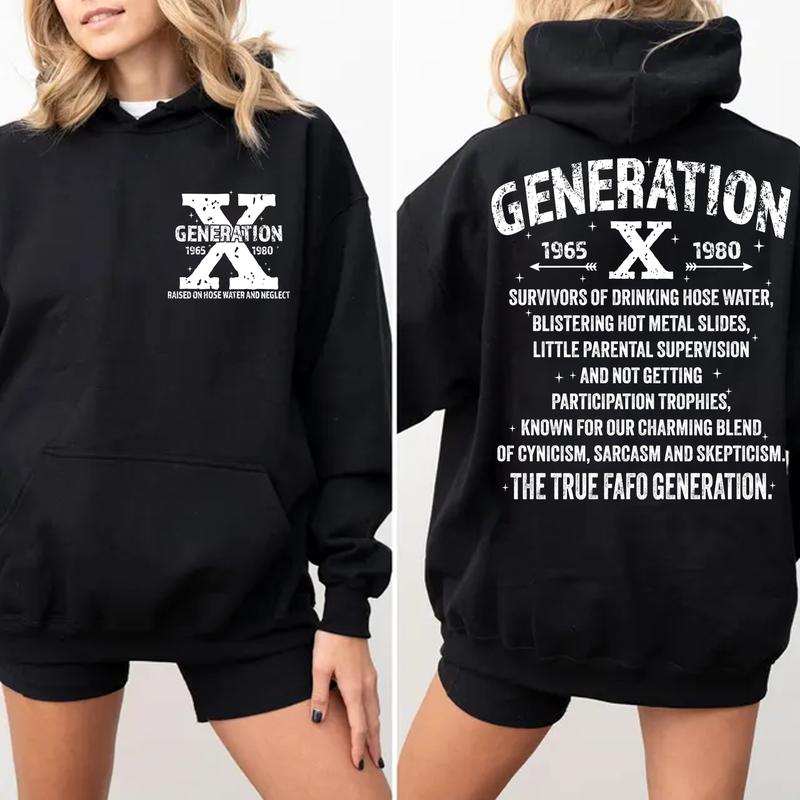 X
GENERATION
1965 1980
RAISED ON HOSE WATER AND NEGLECT
GENERATION
1965 X 1980
SURVIVORS OF DRINKING HOSE WATER,
BLISTERING HOT METAL SLIDES,
LITTLE PARENTAL SUPERVISION
AND NOT GETTING
PARTICIPATION TROPHIES,
KNOWN FOR OUR CHARMING BLEND
OF CYNICISM, SARCASM AND SKEPTICISM.
THE TRUE FAFO GENERATION.